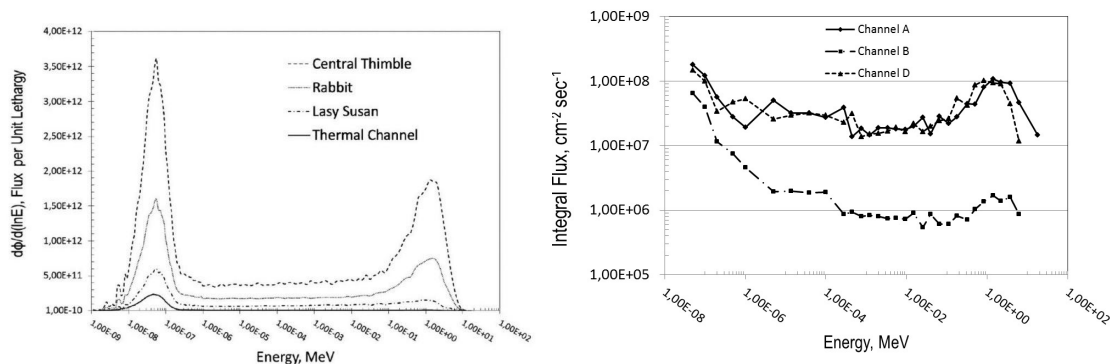 4,00E+12
3,50E+12
3,00E+12
2,50E+12
2,00E+12
1,50E+12
1,00E+12
5,00E+11
1,00E-10
dϕ/d(lnE), Flux per Unit Lethargy
Central Thimble
Rabbit
Lasy Susan
Thermal Channel
1,00E-09
1,00E-08
1,00E-07
1,00E-06
1,00E-05
1,00E-04
1,00E-03
1,00E-02
1,00E-01
1,00E+00
1,00E+01
1,00E+02
Energy, MeV
1,00E+09
1,00E+08
1,00E+07
1,00E+06
1,00E+05
Integral Flux, cm⁻² sec⁻¹
Channel A
Channel B
Channel D
1,00E-08
1,00E-06
1,00E-04
1,00E-02
1,00E+00
1,00E+02
Energy, MeV